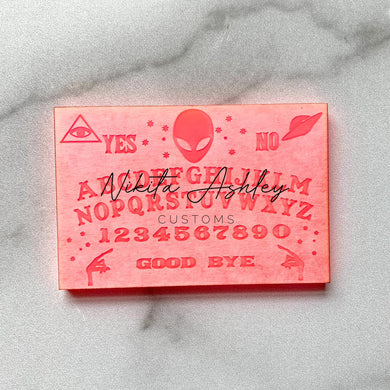 YES NO
ABCDEFGHIJKLM
Nikita Ashley
NOPQRSTUVWXYZ
CUSTOMS
1234567890
GOOD BYE